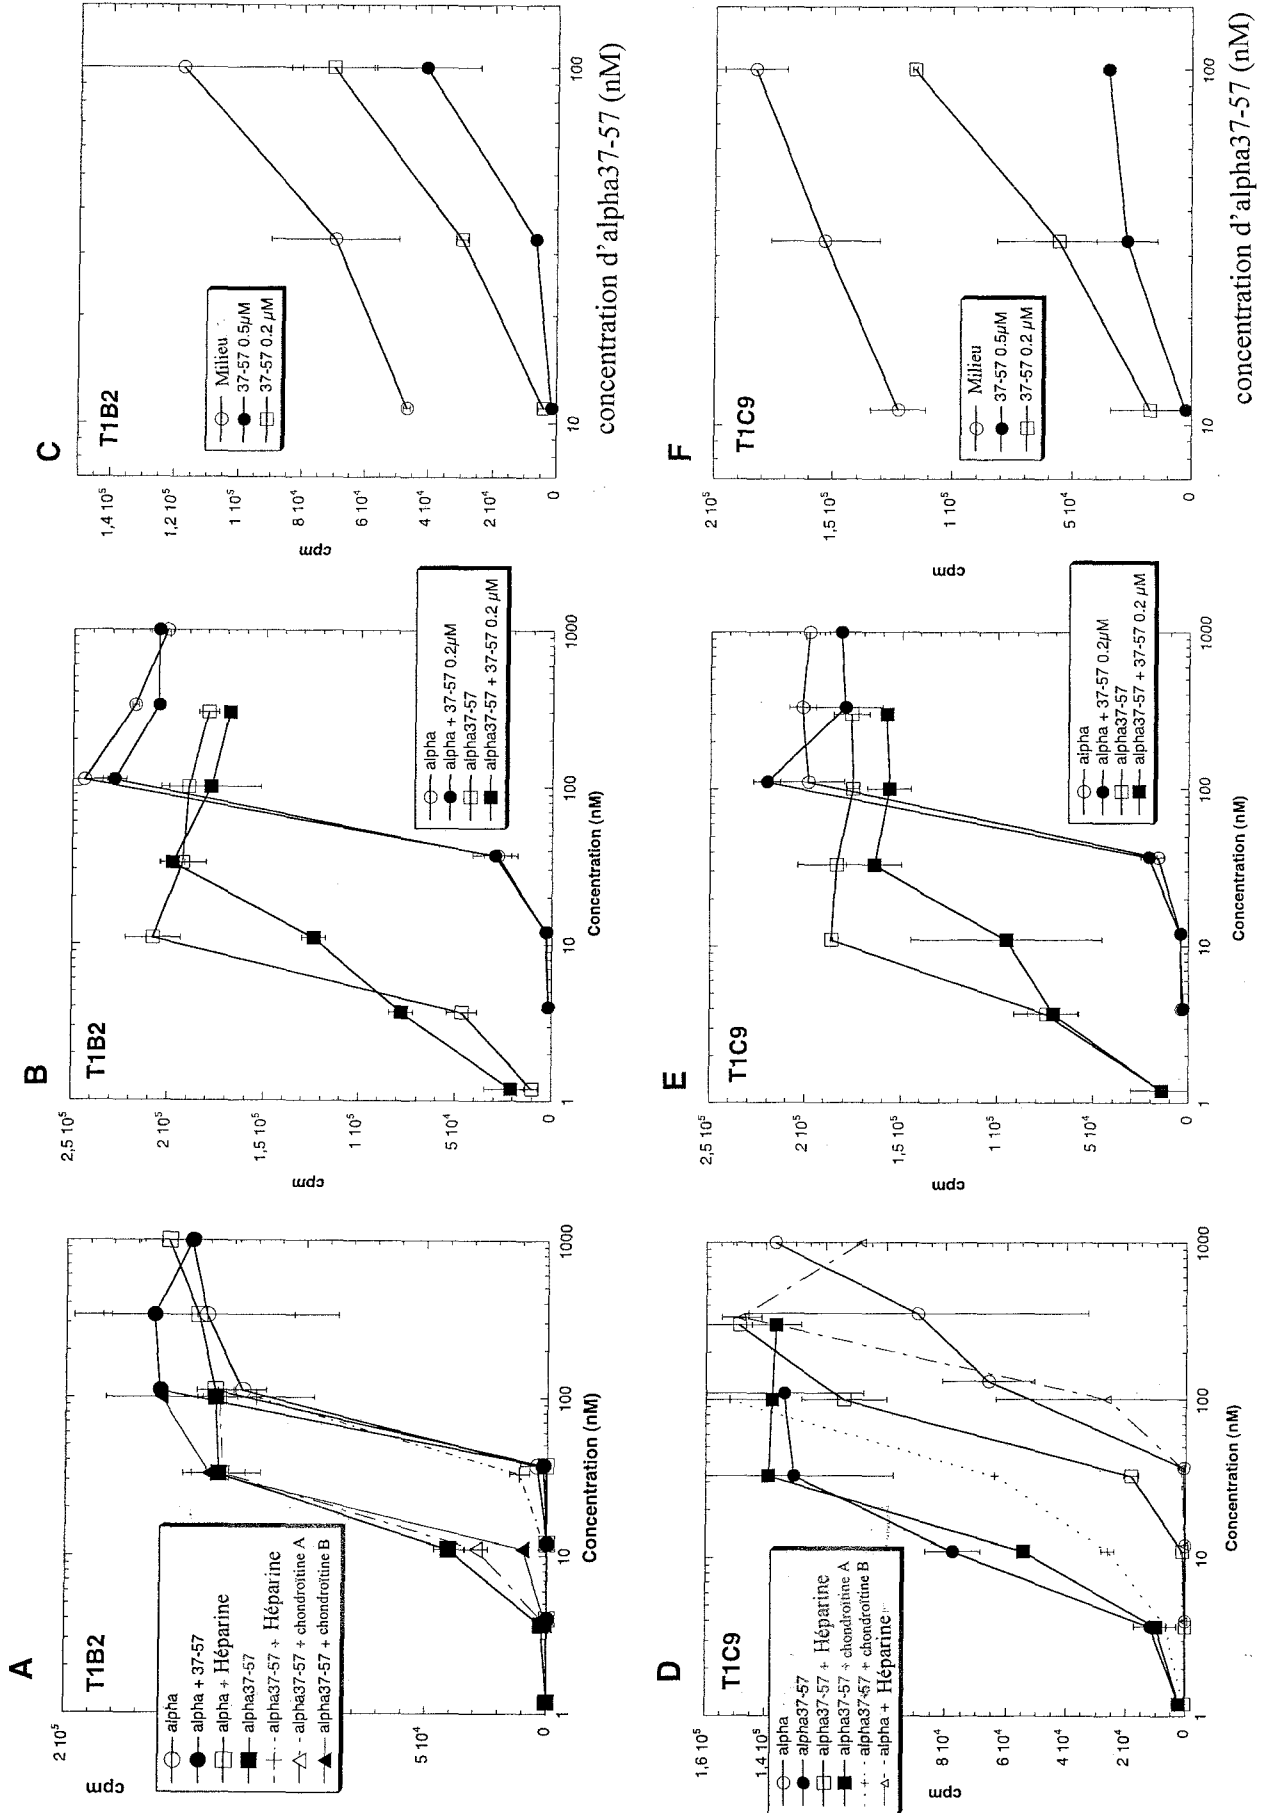 A
T1B2
cpm
2 10⁵
5 10⁴
0
alpha
alpha + 37-57
alpha + Héparine
alpha37-57
alpha37-57 + Héparine
alpha37-57 + chondroïtine A
alpha37-57 + chondroïtine B
1
10
100
1000
Concentration (nM)
B
T1B2
cpm
2,5 10⁵
2 10⁵
1,5 10⁵
1 10⁵
5 10⁴
0
alpha
alpha + 37-57 0.2µM
alpha37-57
alpha37-57 + 37-57 0.2 µM
1
10
100
1000
Concentration (nM)
C
T1B2
cpm
1,4 10⁵
1,2 10⁵
1 10⁵
8 10⁴
6 10⁴
4 10⁴
2 10⁴
0
Milieu
37-57 0.5µM
37-57 0.2 µM
10
100
concentration d'alpha37-57 (nM)
D
T1C9
cpm
1,6 10⁵
1,4 10⁵
8 10⁴
6 10⁴
4 10⁴
2 10⁴
0
alpha
alpha37-57
alpha37-57 + Héparine
alpha37-57 + chondroïtine A
alpha37-57 + chondroïtine B
alpha + Héparine
1
10
100
1000
Concentration (nM)
E
T1C9
cpm
2,5 10⁵
2 10⁵
1,5 10⁵
1 10⁵
5 10⁴
0
alpha
alpha + 37-57 0.2µM
alpha37-57
alpha37-57 + 37-57 0.2 µM
1
10
100
1000
Concentration (nM)
F
T1C9
cpm
2 10⁵
1,5 10⁵
1 10⁵
5 10⁴
0
Milieu
37-57 0.5µM
37-57 0.2 µM
10
100
concentration d'alpha37-57 (nM)